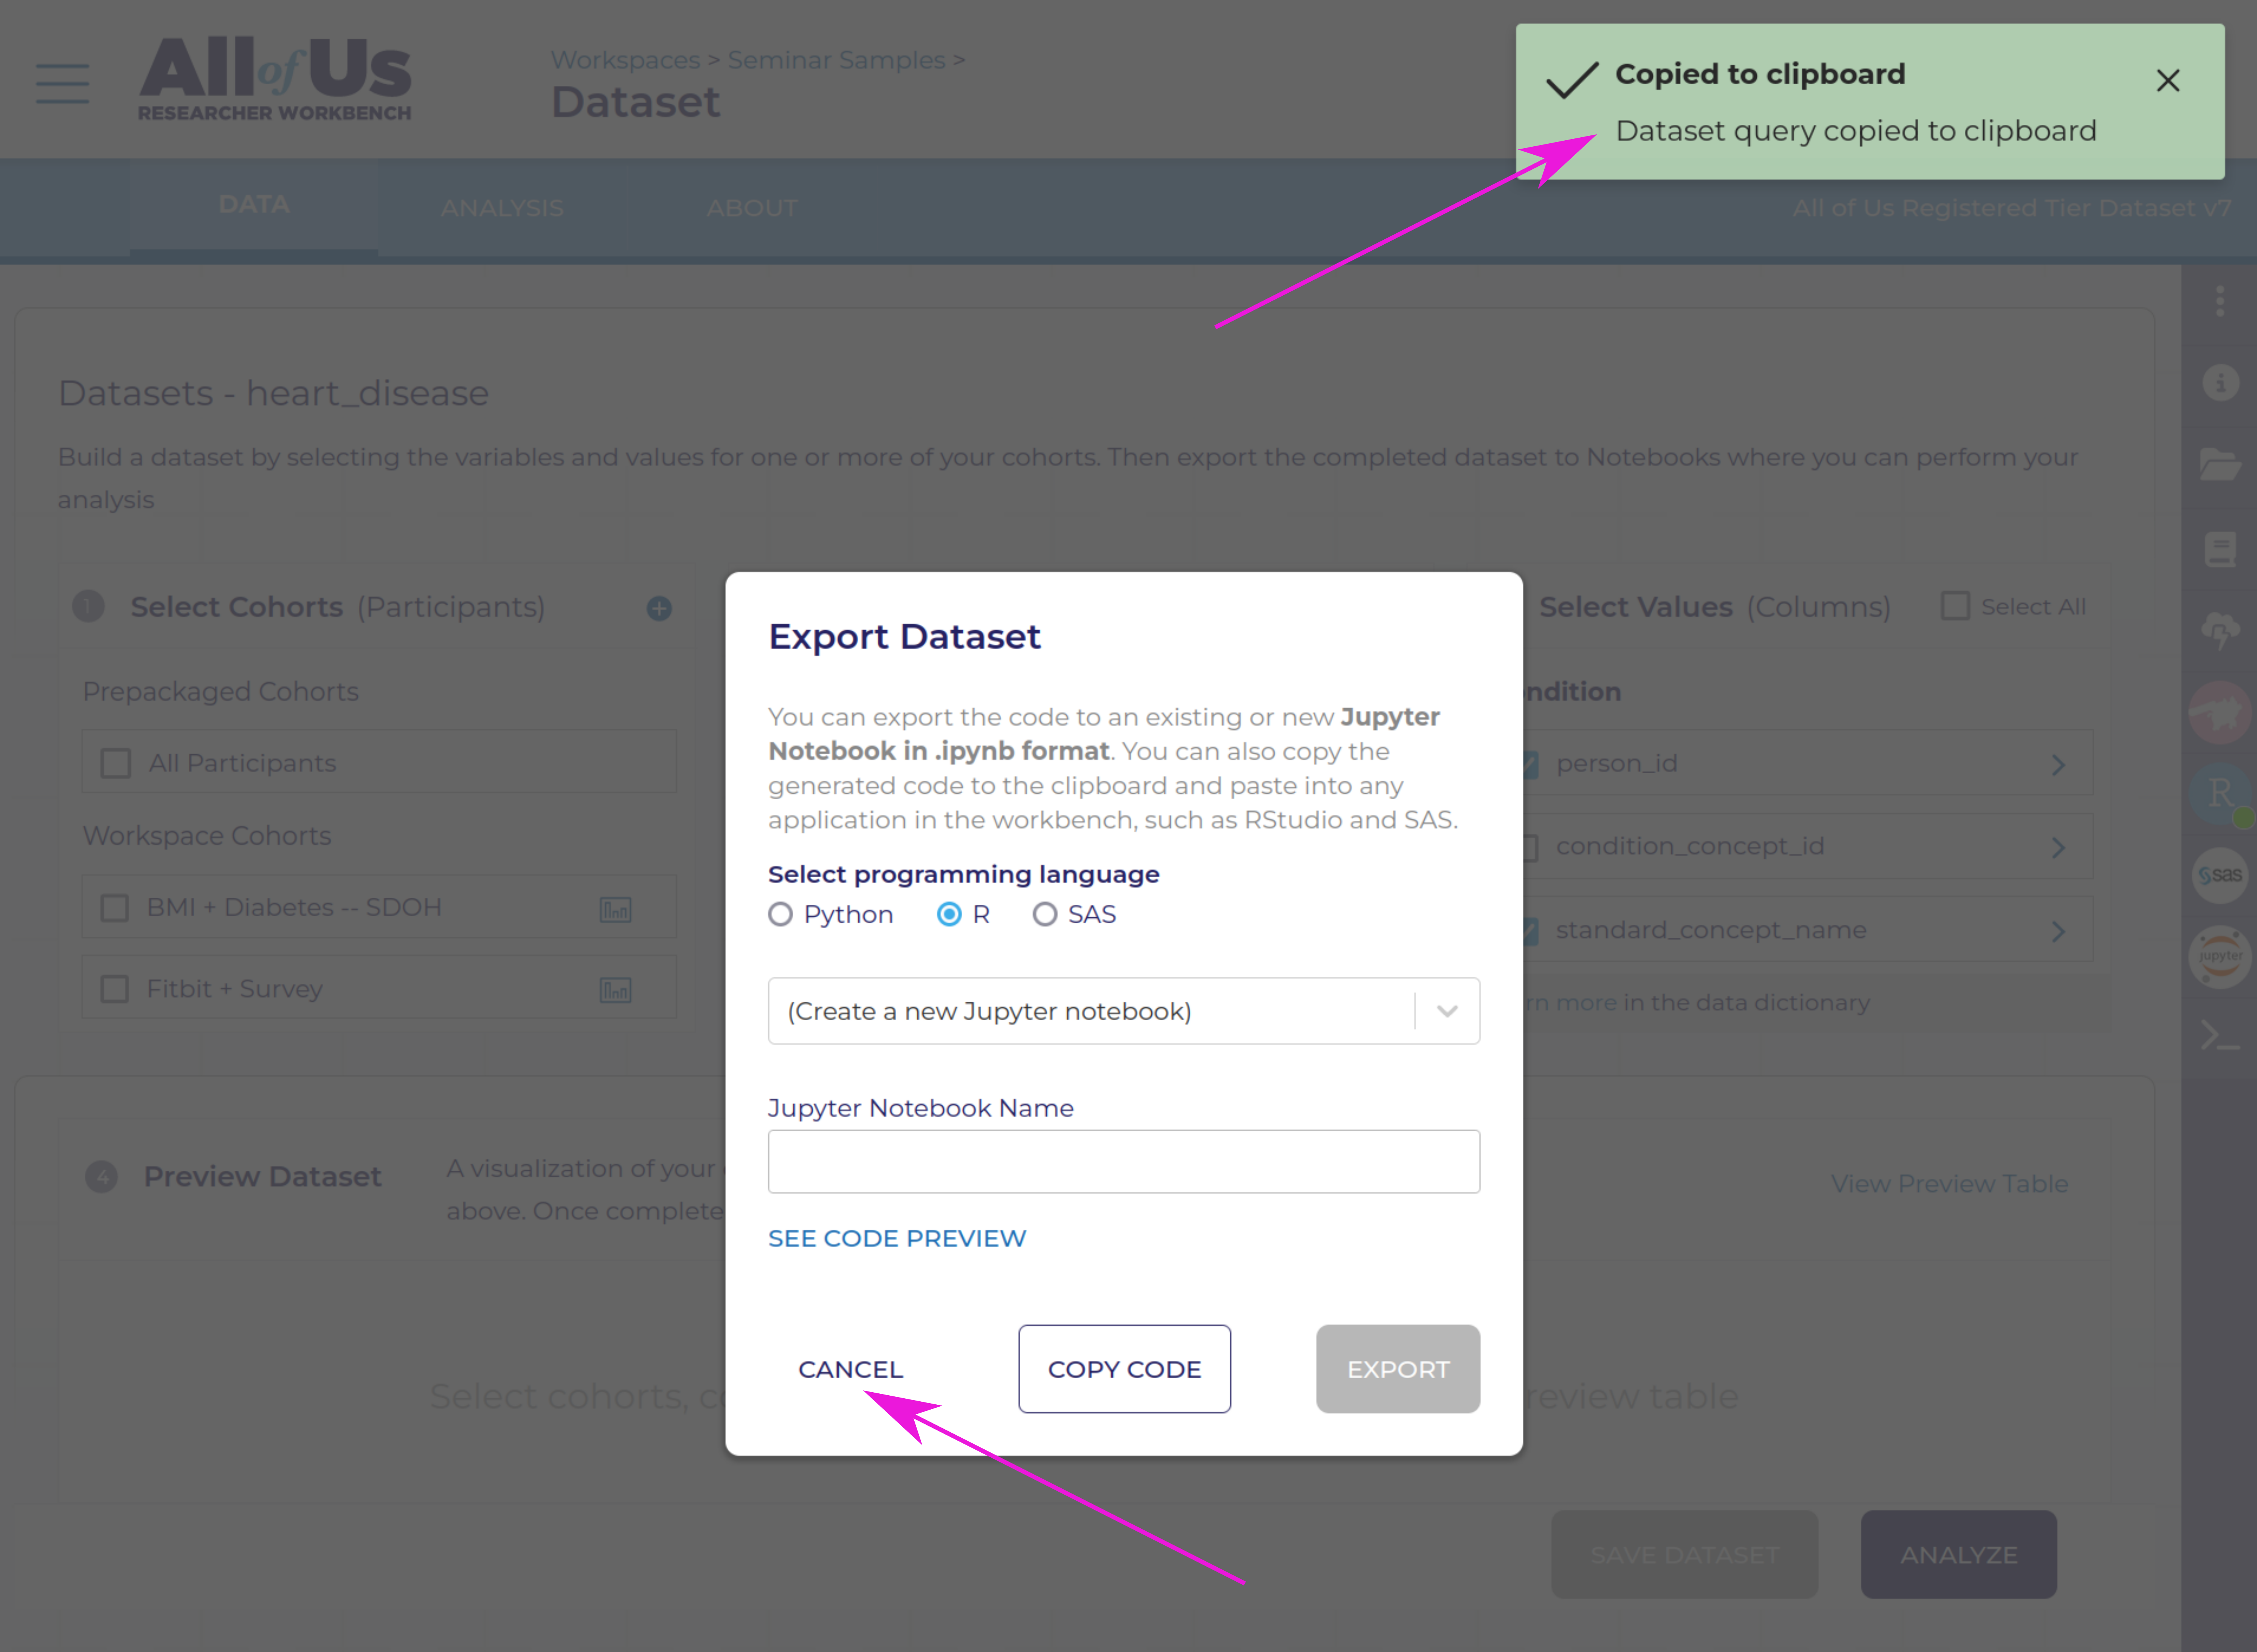 All of Us
RESEARCHER WORKBENCH
Workspaces > Seminar Samples >
Dataset
Copied to clipboard
Dataset query copied to clipboard
DATA
ANALYSIS
ABOUT
All of Us Registered Tier Dataset v7
Datasets - heart_disease
Build a dataset by selecting the variables and values for one or more of your cohorts. Then export the completed dataset to Notebooks where you can perform your
analysis
1 Select Cohorts (Participants)
Prepackaged Cohorts
All Participants
Workspace Cohorts
BMI + Diabetes -- SDOH
Fitbit + Survey
Export Dataset
You can export the code to an existing or new Jupyter
Notebook in .ipynb format. You can also copy the
generated code to the clipboard and paste into any
application in the workbench, such as RStudio and SAS.
Select programming language
Python R SAS
(Create a new Jupyter notebook)
Jupyter Notebook Name
SEE CODE PREVIEW
CANCEL
COPY CODE
EXPORT
Select Values (Columns)
Select All
ndition
person_id
condition_concept_id
standard_concept_name
rn more in the data dictionary
4 Preview Dataset
A visualization of your
above. Once complete
View Preview Table
Select cohorts, c
review table
SAVE DATASET
ANALYZE
R
sas
jupyter